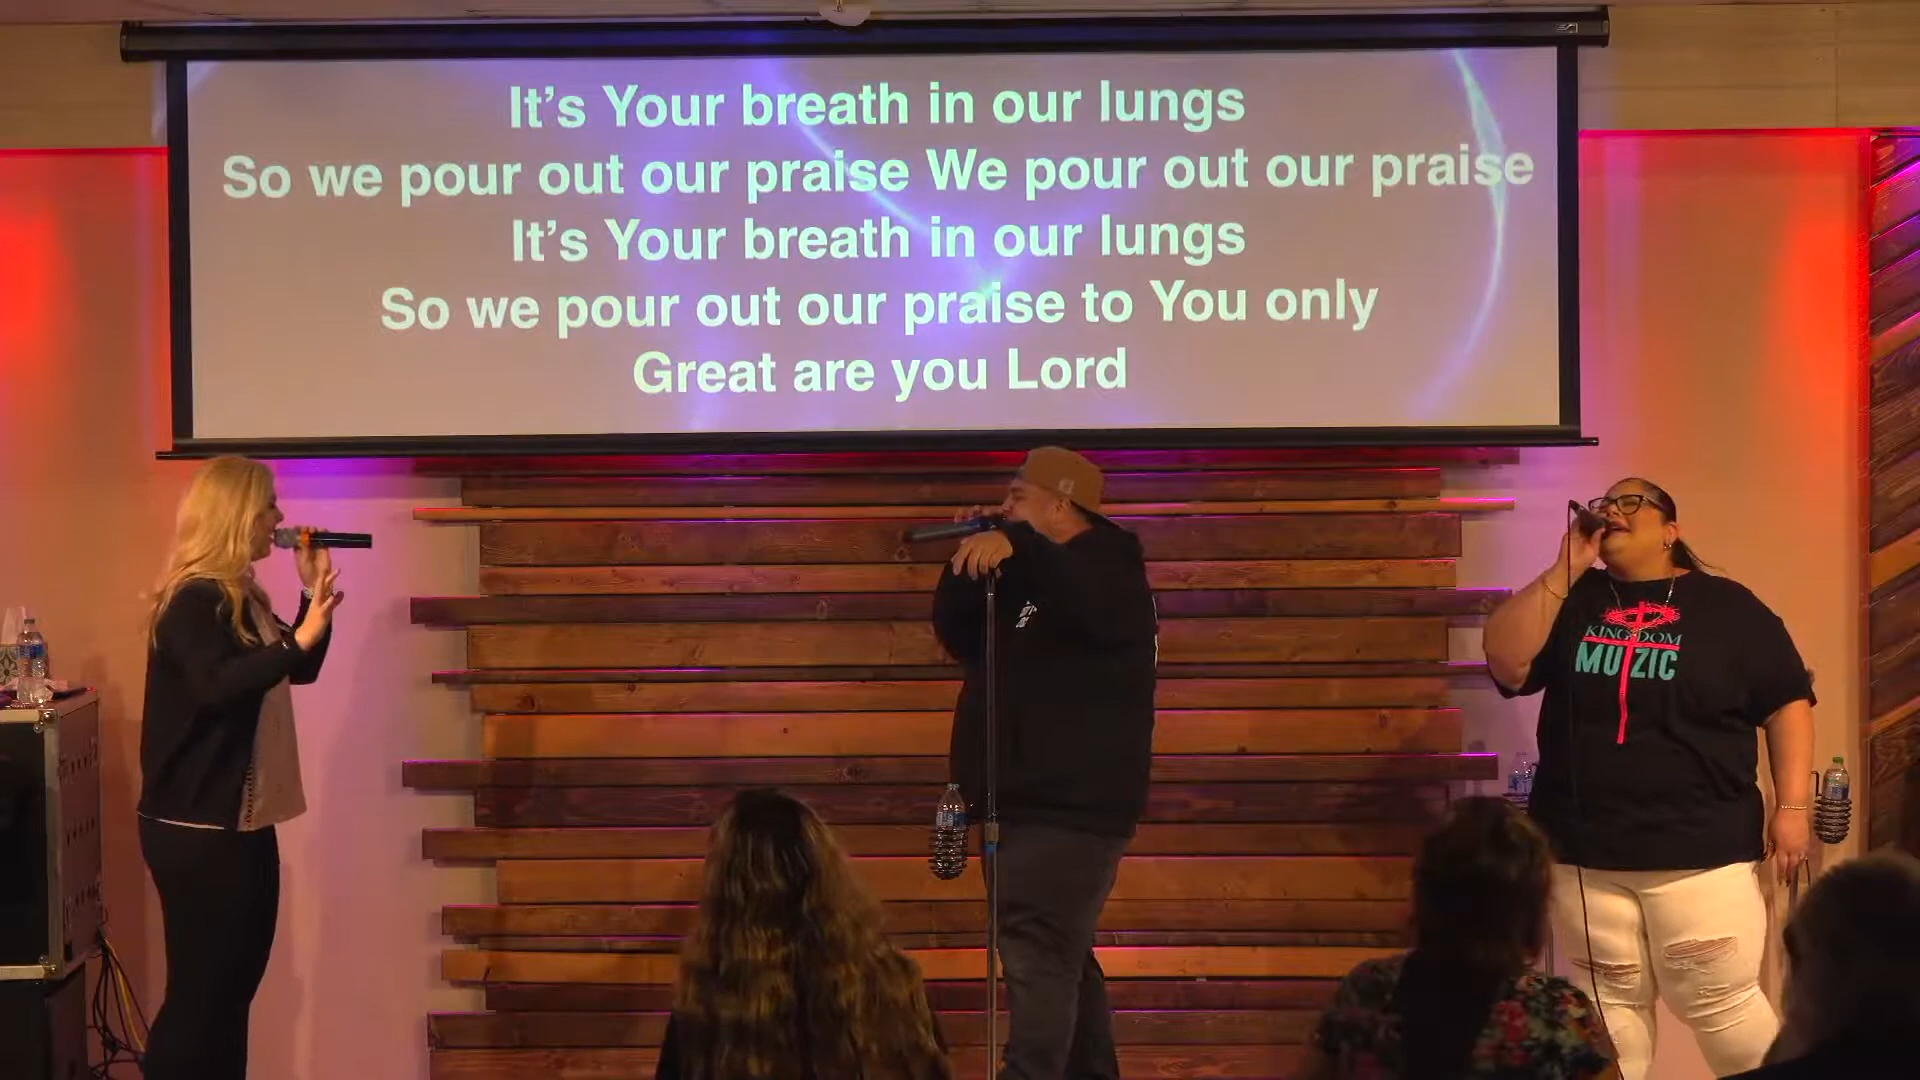 It's Your breath in our lungs
So we pour out our praise We pour out our praise
It's Your breath in our lungs
So we pour out our praise to You only
Great are you Lord
KINGDOM
MUZIC